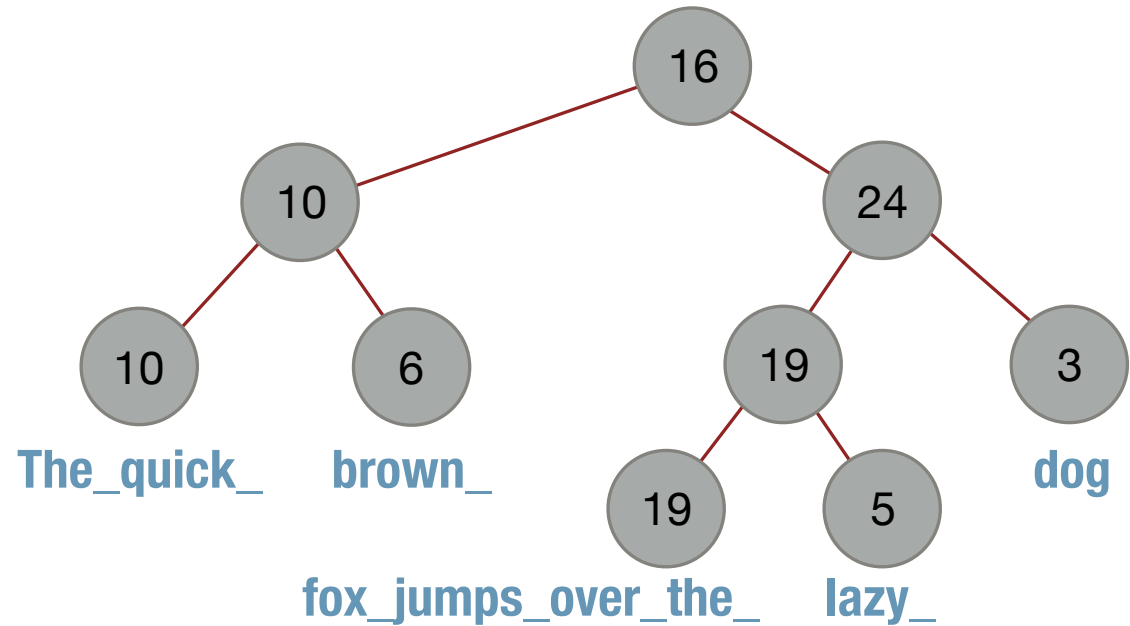 16
10
24
10
6
19
3
The_quick_
brown_
dog
19
5
fox_jumps_over_the_
lazy_